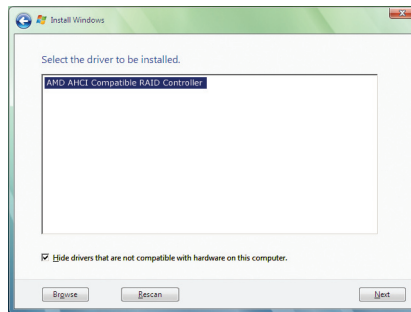 Install Windows
Select the driver to be installed.
AMD AHCI Compatible RAID Controller
Hide drivers that are not compatible with hardware on this computer.
Browse Rescan Next